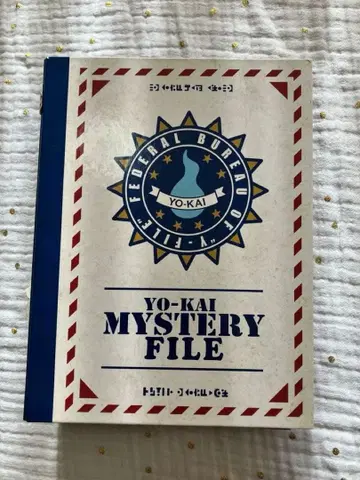 FEDERAL BUREAU OF "Y-FILE"
YO-KAI
YO-KAI
MYSTERY
FILE